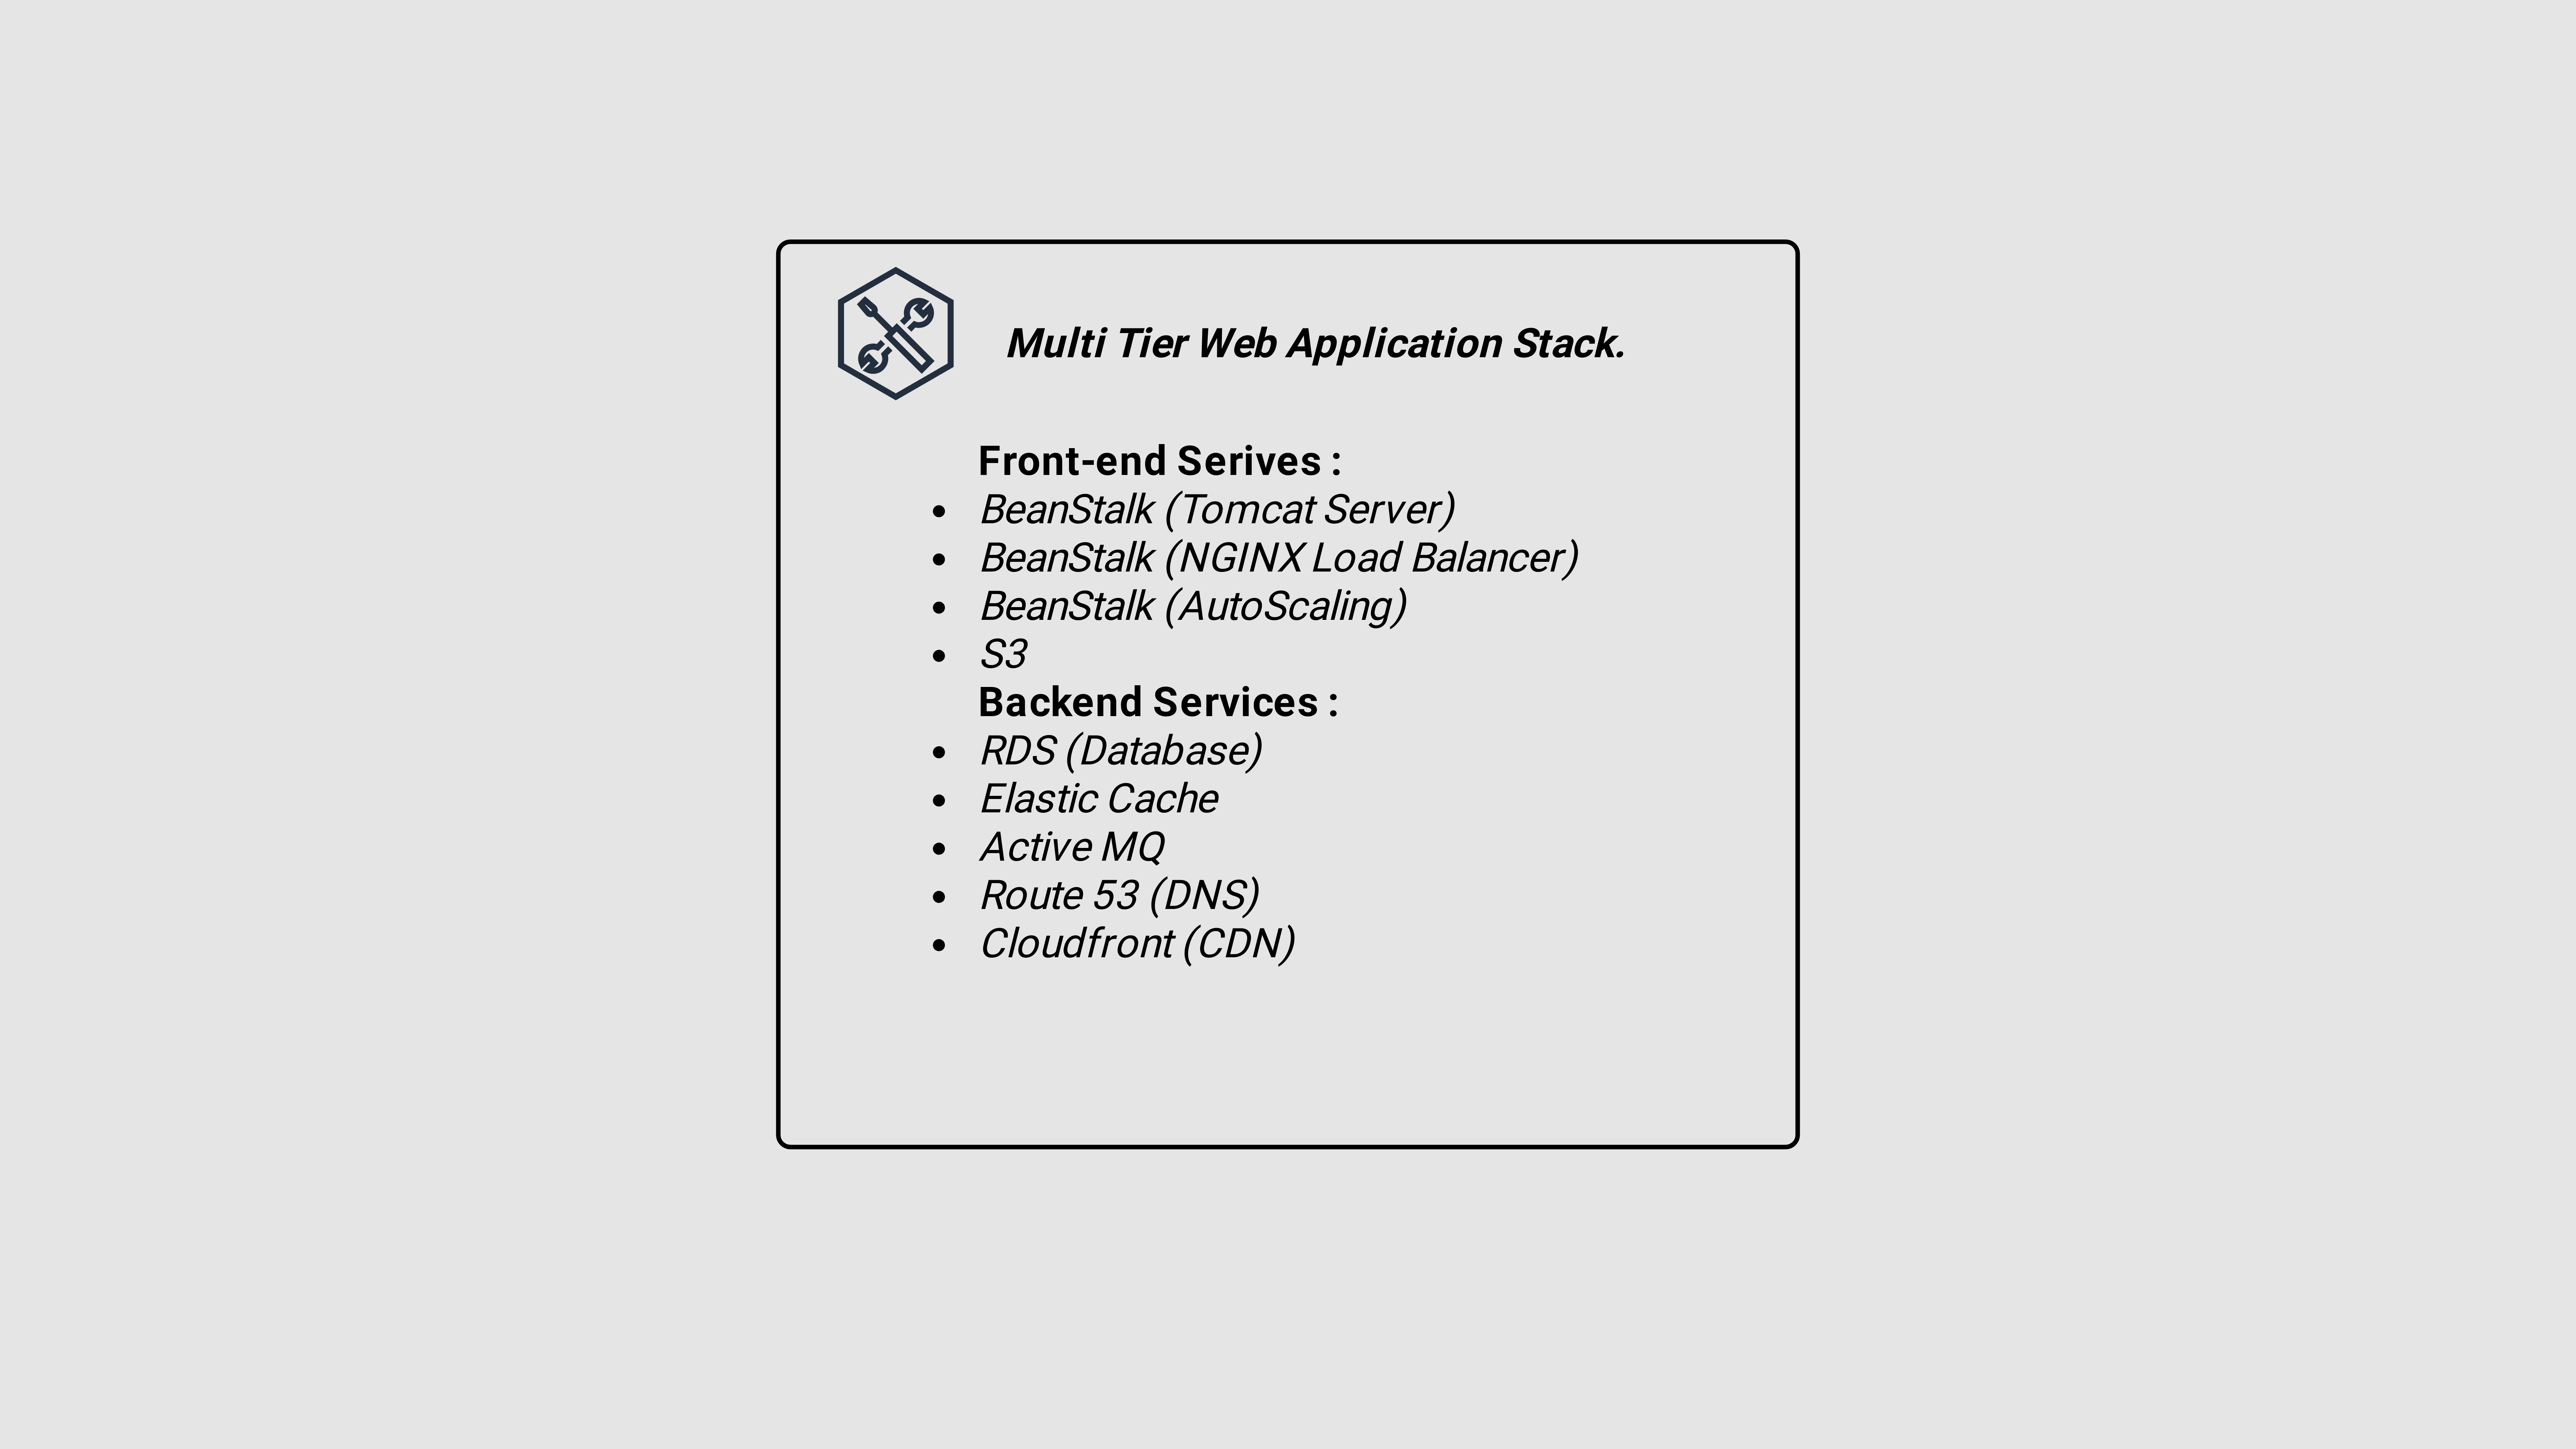 Multi Tier Web Application Stack.
Front-end Serives :
• BeanStalk (Tomcat Server)
• BeanStalk (NGINX Load Balancer)
• BeanStalk (AutoScaling)
• S3
Backend Services :
• RDS (Database)
• Elastic Cache
• Active MQ
• Route 53 (DNS)
• Cloudfront (CDN)